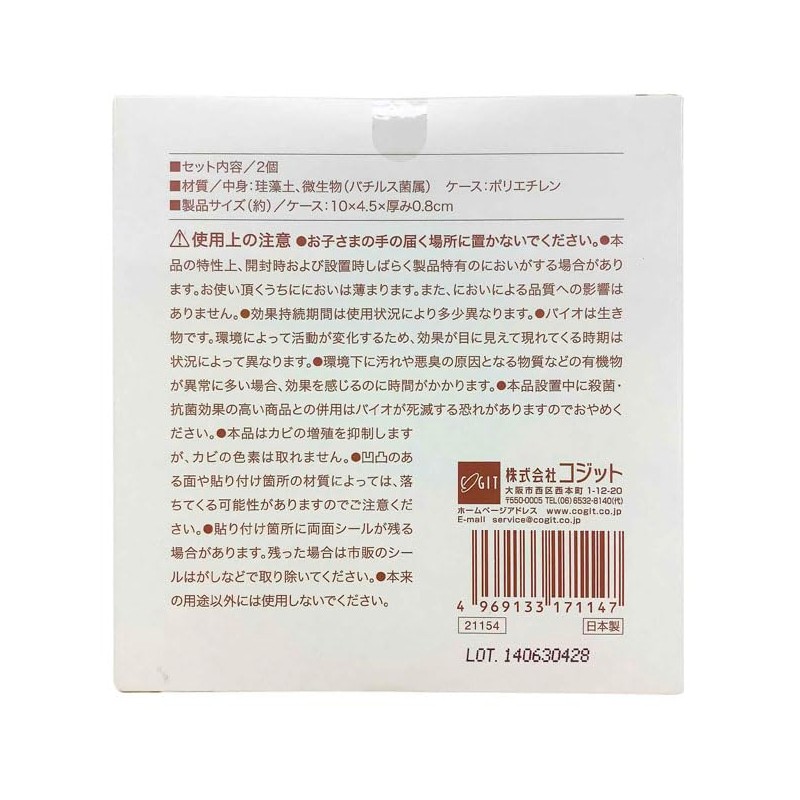 ■セット内容／2個
■材質／中身：珪藻土、微生物（バチルス菌属）　ケース：ポリエチレン
■製品サイズ（約）／ケース：10×4.5×厚み0.8cm
⚠使用上の注意 ●お子さまの手の届く場所に置かないでください。●本
品の特性上、開封時および設置時しばらく製品特有のにおいがする場合があり
ます。お使い頂くうちににおいは薄まります。また、においによる品質への影響は
ありません。●効果持続期間は使用状況により多少異なります。●バイオは生き
物です。環境によって活動が変化するため、効果が目に見えて現れてくる時期は
状況によって異なります。●環境下に汚れや悪臭の原因となる物質などの有機物
が異常に多い場合、効果を感じるのに時間がかかります。●本品設置中に殺菌・
抗菌効果の高い商品との併用はバイオが死滅する恐れがありますのでおやめく
ださい。●本品はカビの増殖を抑制します
が、カビの色素は取れません。●凹凸のあ
る面や貼り付け箇所の材質によっては、落
ちてくる可能性がありますのでご注意くだ
さい。●貼り付け箇所に両面シールが残る
場合があります。残った場合は市販のシー
ルはがしなどで取り除いてください。●本来
の用途以外には使用しないでください。
COGIT 株式会社コジット
大阪市西区西本町 1-12-20
〒550-0005 TEL.(06)6532-8140(代)
ホームページアドレス www.cogit.co.jp
E-mail service@cogit.co.jp
4 969133 171147
21154 日本製
LOT. 140630428